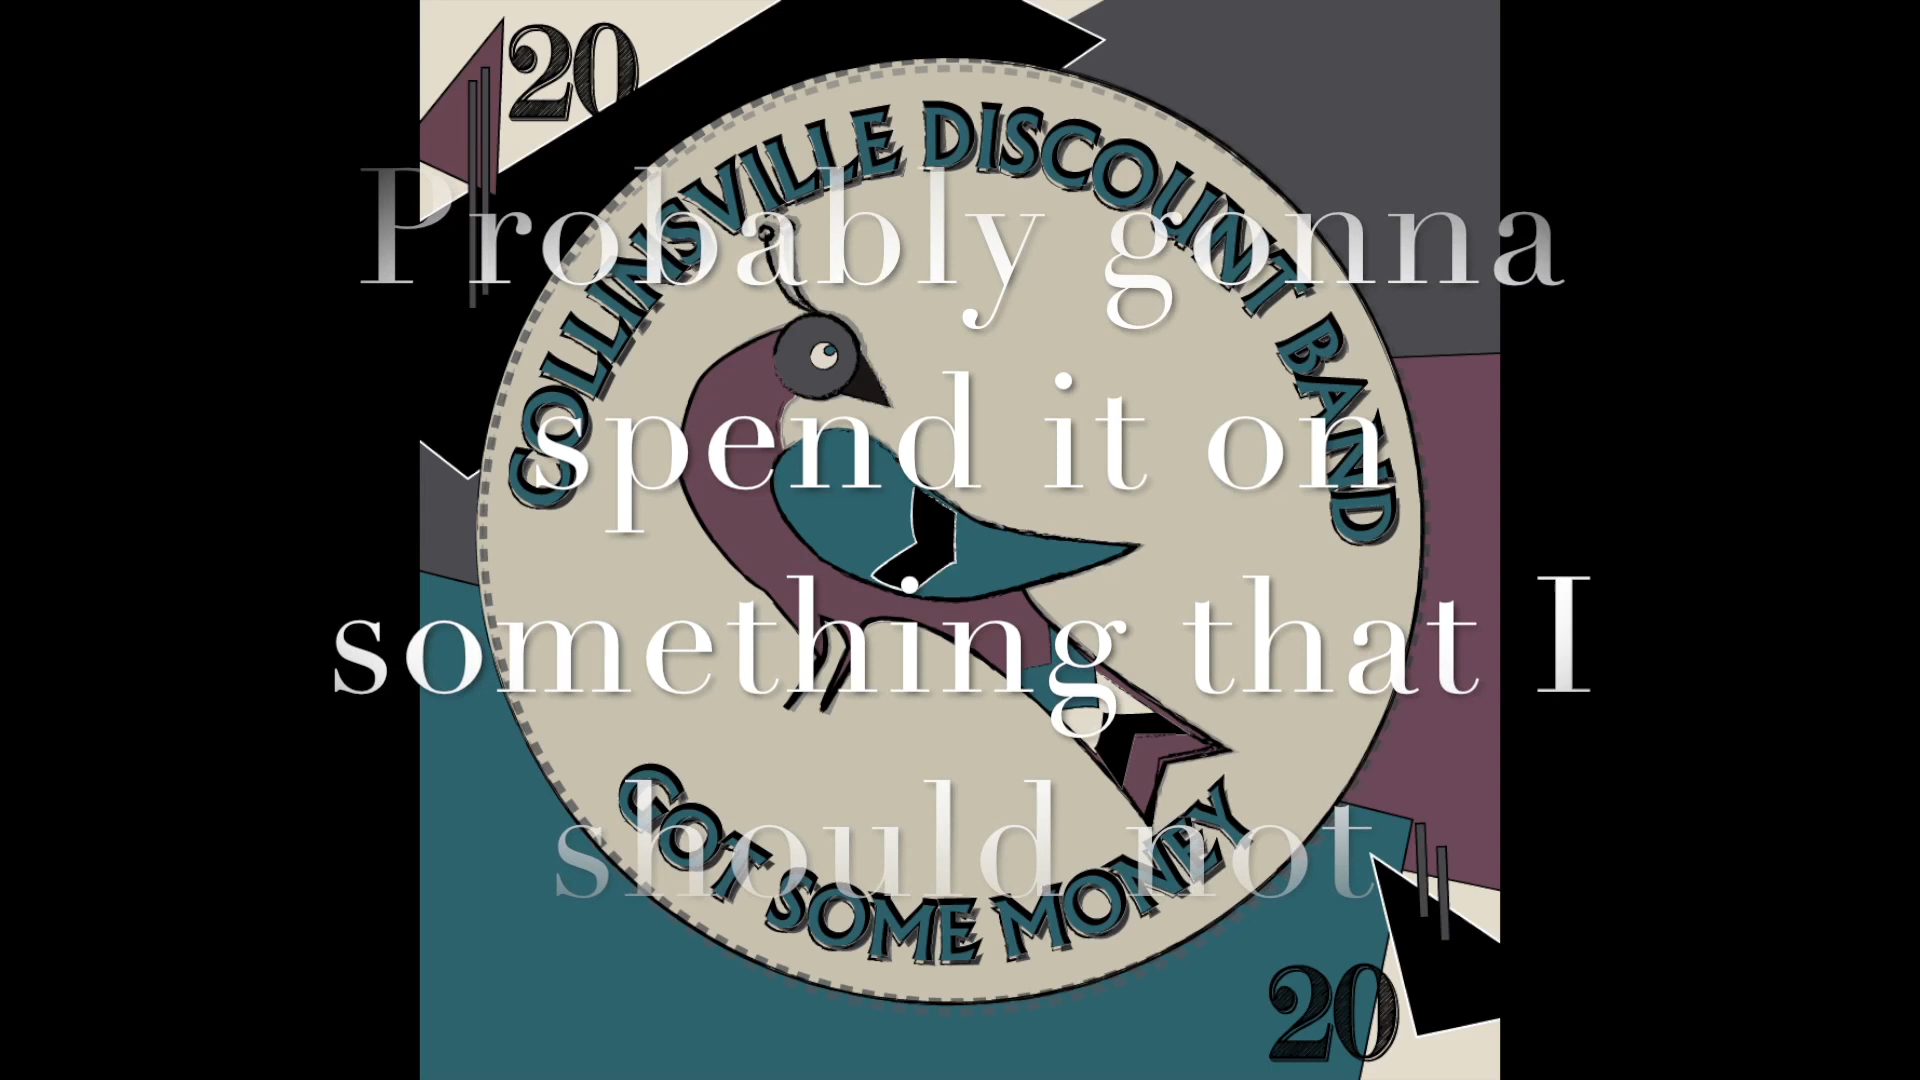 20
COLLINSVILLE DISCOUNT BAND
Probably gonna
spend it on
something that I
should not
GOT SOME MONEY
20